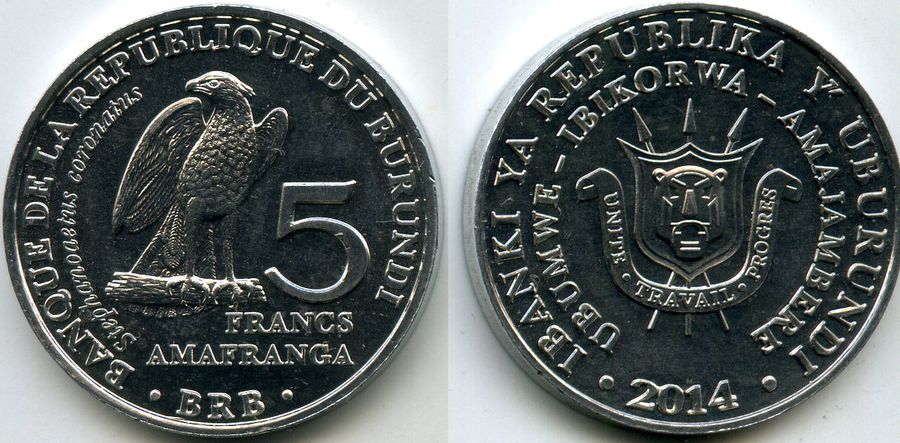 BANQUE DE LA REPUBLIQUE DU BURUNDI
Stephanoaetus coronatus
5
FRANCS
AMAFRANGA
· BRB ·
IBANKI YA REPUBLIKA Y' UBURUNDI
UBUMWE - IBIKORWA - AMAJAMBERE
UNITE · TRAVAIL · PROGRES
· 2014 ·